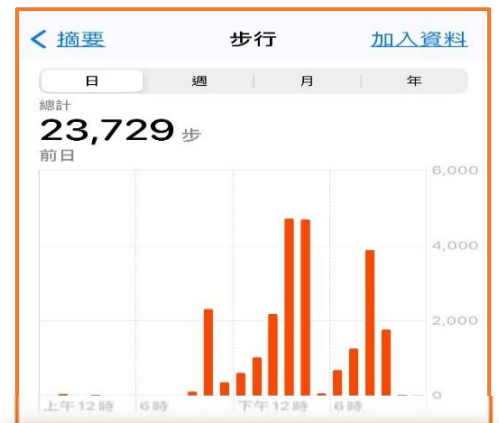 摘要 步行 加入資料
日 週 月 年
總計
23,729 步
前日
6,000
4,000
2,000
0
上午12時 6時 下午12時 6時